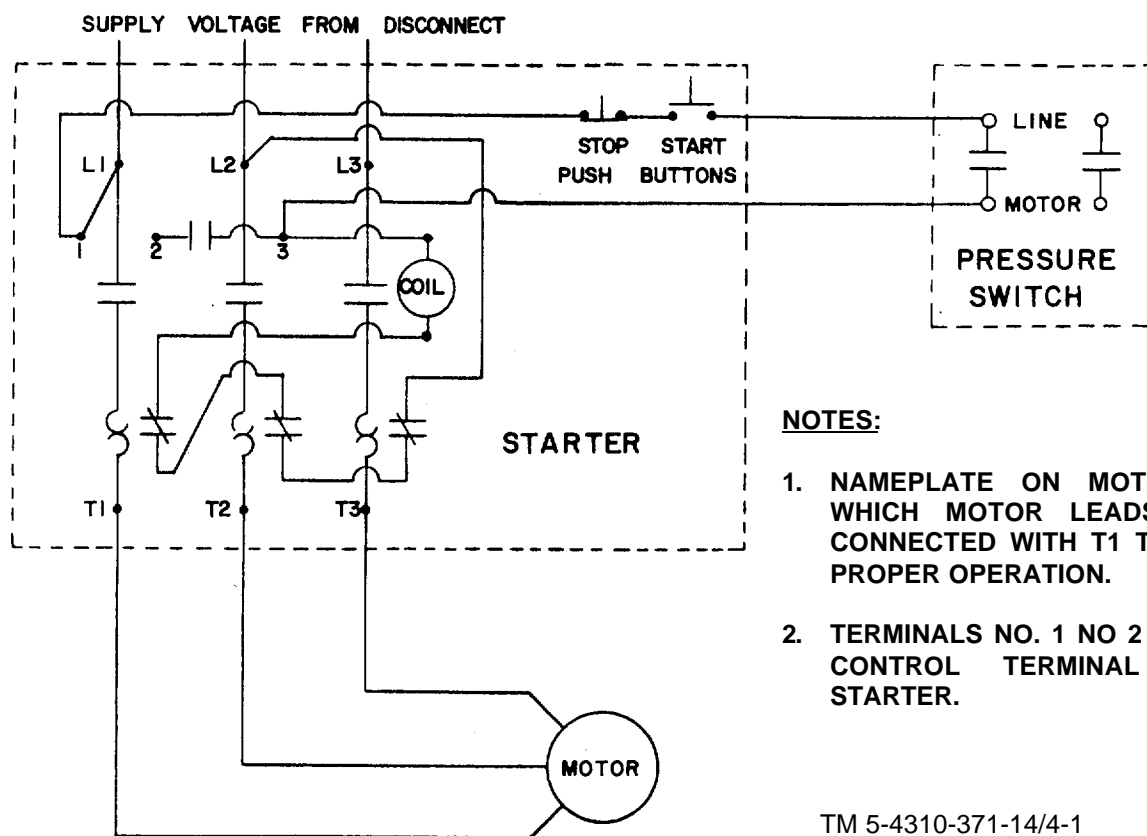 SUPPLY VOLTAGE FROM DISCONNECT
STOP START
PUSH BUTTONS
LINE
MOTOR
PRESSURE
SWITCH
L1 L2 L3
1 2 3
COIL
STARTER
T1 T2 T3
MOTOR
NOTES:
1. NAMEPLATE ON MOT
WHICH MOTOR LEADS
CONNECTED WITH T1 T
PROPER OPERATION.
2. TERMINALS NO. 1 NO 2
CONTROL TERMINAL
STARTER.
TM 5-4310-371-14/4-1